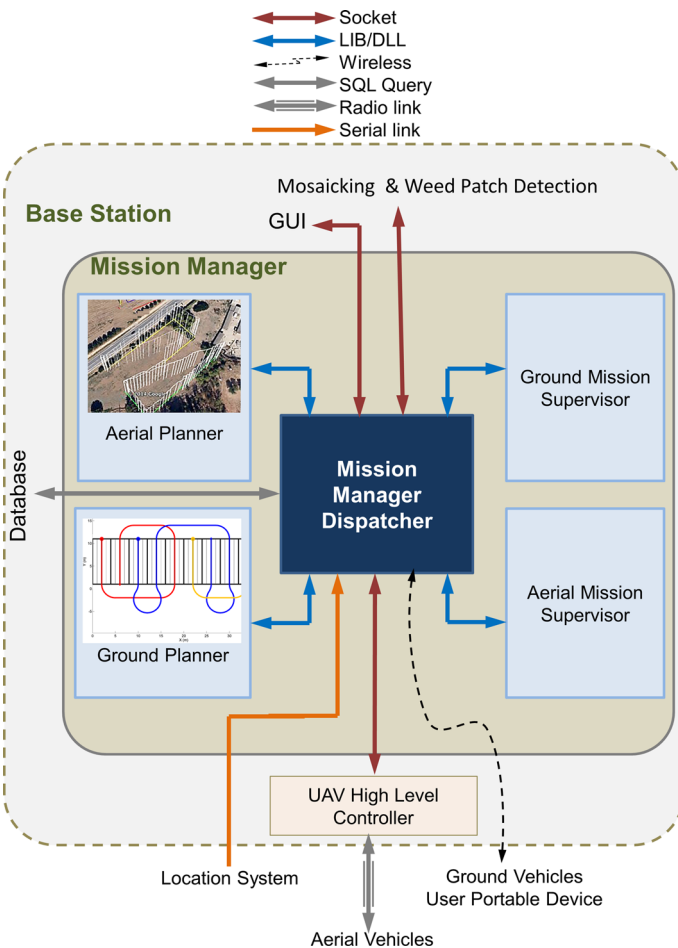 Socket
LIB/DLL
Wireless
SQL Query
Radio link
Serial link
Mosaicking & Weed Patch Detection
Base Station
GUI
Mission Manager
Aerial Planner
Ground Mission
Supervisor
Mission
Manager
Dispatcher
Database
Ground Planner
Aerial Mission
Supervisor
UAV High Level
Controller
Location System
Ground Vehicles
User Portable Device
Aerial Vehicles